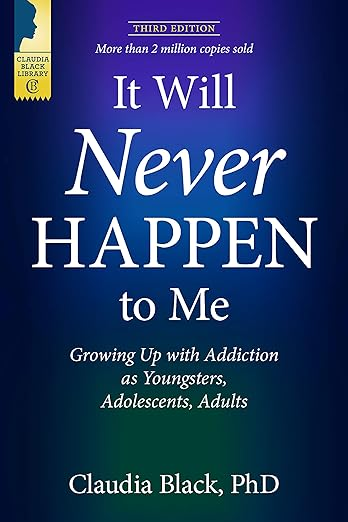 THIRD EDITION
More than 2 million copies sold
CLAUDIA
BLACK
LIBRARY
CB
It Will
Never
HAPPEN
to Me
Growing Up with Addiction
as Youngsters,
Adolescents, Adults
Claudia Black, PhD